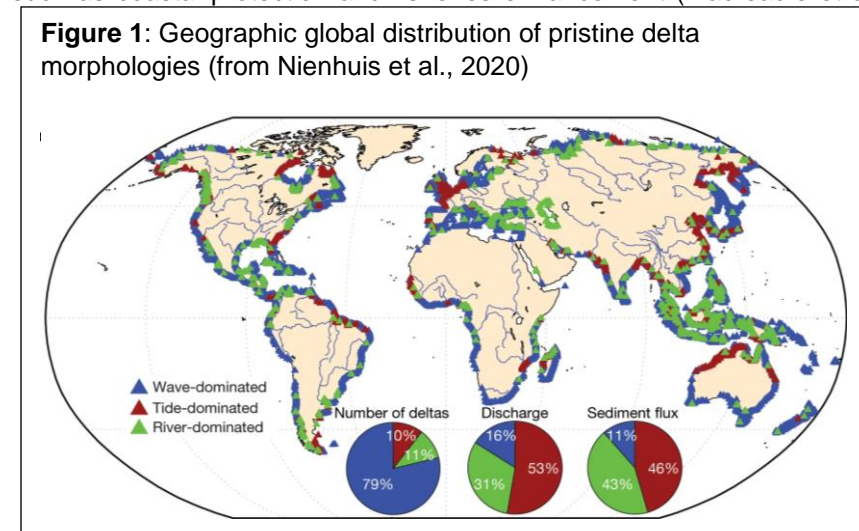 Figure 1: Geographic global distribution of pristine delta
morphologies (from Nienhuis et al., 2020)
Wave-dominated
Tide-dominated
River-dominated
Number of deltas
10%
11%
79%
Discharge
16%
53%
31%
Sediment flux
11%
46%
43%